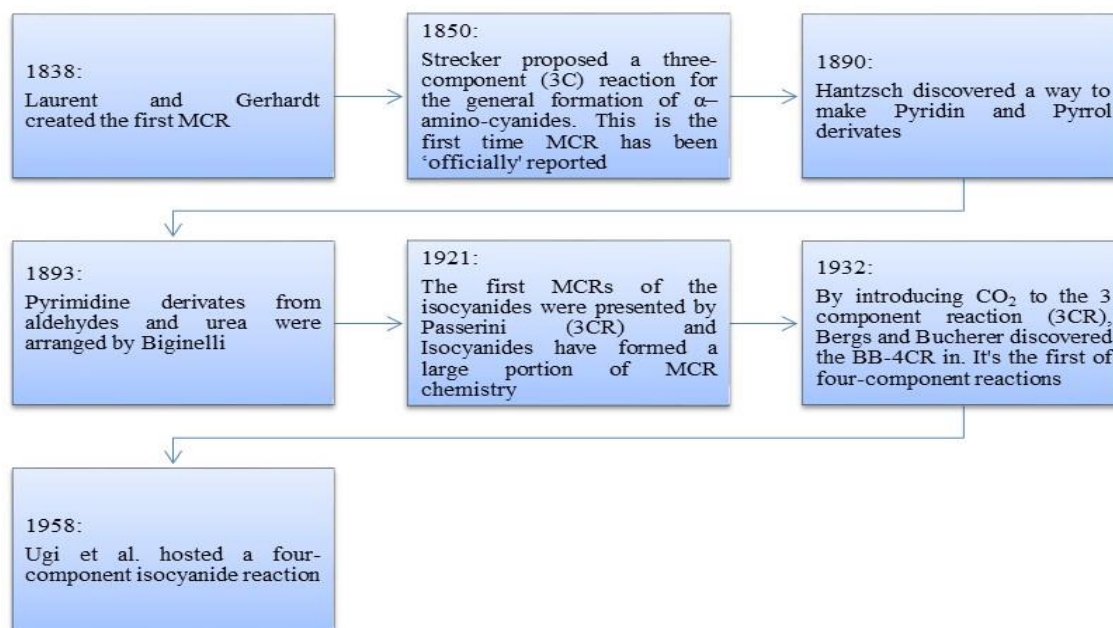 1838:
Laurent and Gerhardt
created the first MCR
1850:
Strecker proposed a three-
component (3C) reaction for
the general formation of α–
amino-cyanides. This is the
first time MCR has been
‘officially' reported
1890:
Hantzsch discovered a way to
make Pyridin and Pyrrol
derivates
1893:
Pyrimidine derivates from
aldehydes and urea were
arranged by Biginelli
1921:
The first MCRs of the
isocyanides were presented by
Passerini (3CR) and
Isocyanides have formed a
large portion of MCR
chemistry
1932:
By introducing CO₂ to the 3
component reaction (3CR),
Bergs and Bucherer discovered
the BB-4CR in. It's the first of
four-component reactions
1958:
Ugi et al. hosted a four-
component isocyanide reaction